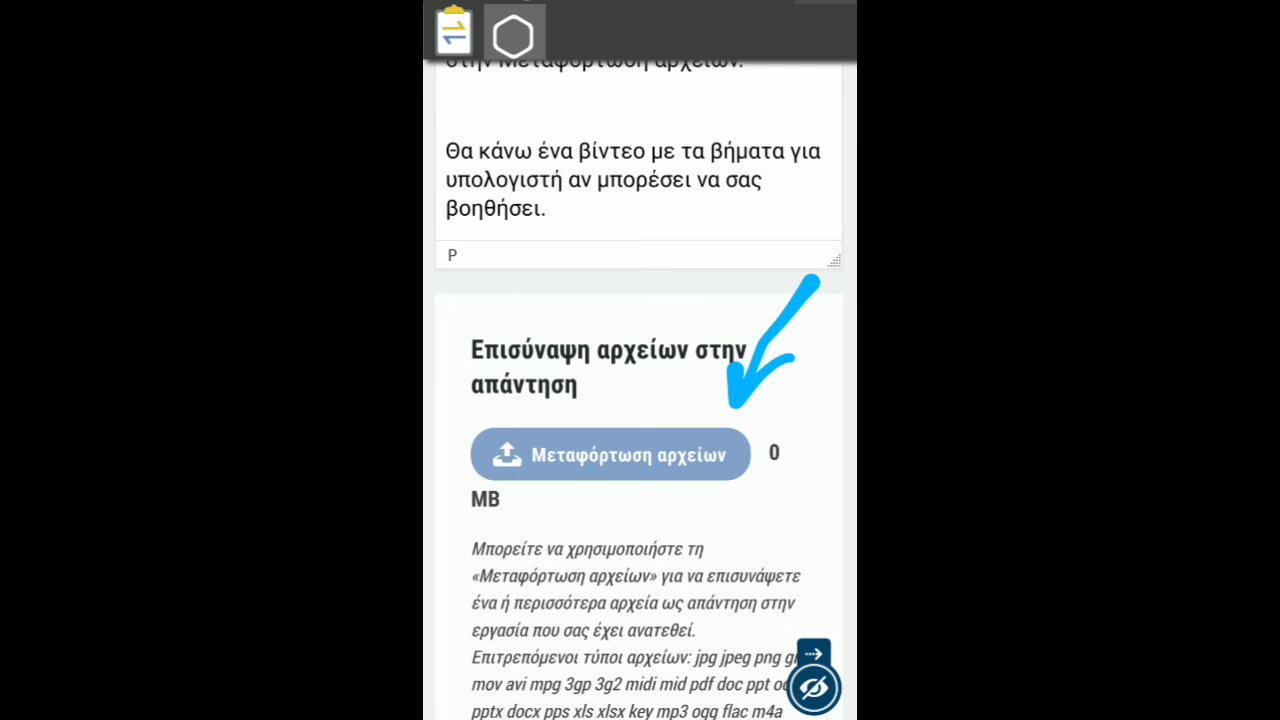 στην Μεταφόρτωση αρχείων.
Θα κάνω ένα βίντεο με τα βήματα για
υπολογιστή αν μπορέσει να σας
βοηθήσει.
P
Επισύναψη αρχείων στην
απάντηση
Μεταφόρτωση αρχείων 0
MB
Μπορείτε να χρησιμοποιήστε τη
«Μεταφόρτωση αρχείων» για να επισυνάψετε
ένα ή περισσότερα αρχεία ως απάντηση στην
εργασία που σας έχει ανατεθεί.
Επιτρεπόμενοι τύποι αρχείων: jpg jpeg png
mov avi mpg 3gp 3g2 midi mid pdf doc ppt
pptx docx pps xls xlsx key mp3 ogg flac m4a